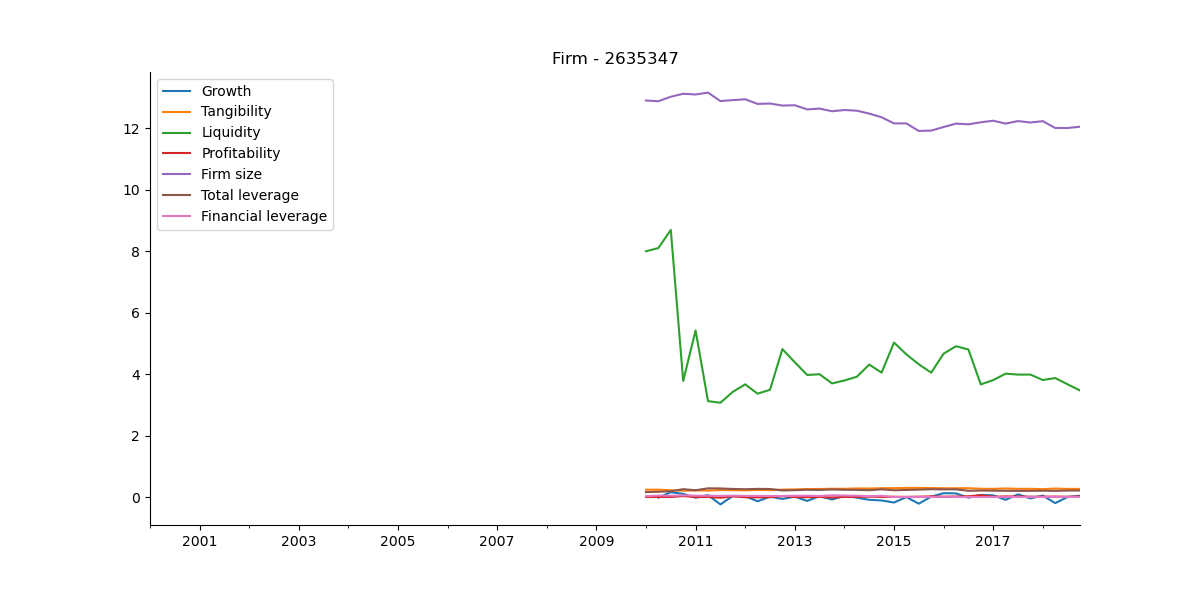 Firm - 2635347
Growth
Tangibility
Liquidity
Profitability
Firm size
Total leverage
Financial leverage
12
10
8
6
4
2
0
2001 2003 2005 2007 2009 2011 2013 2015 2017